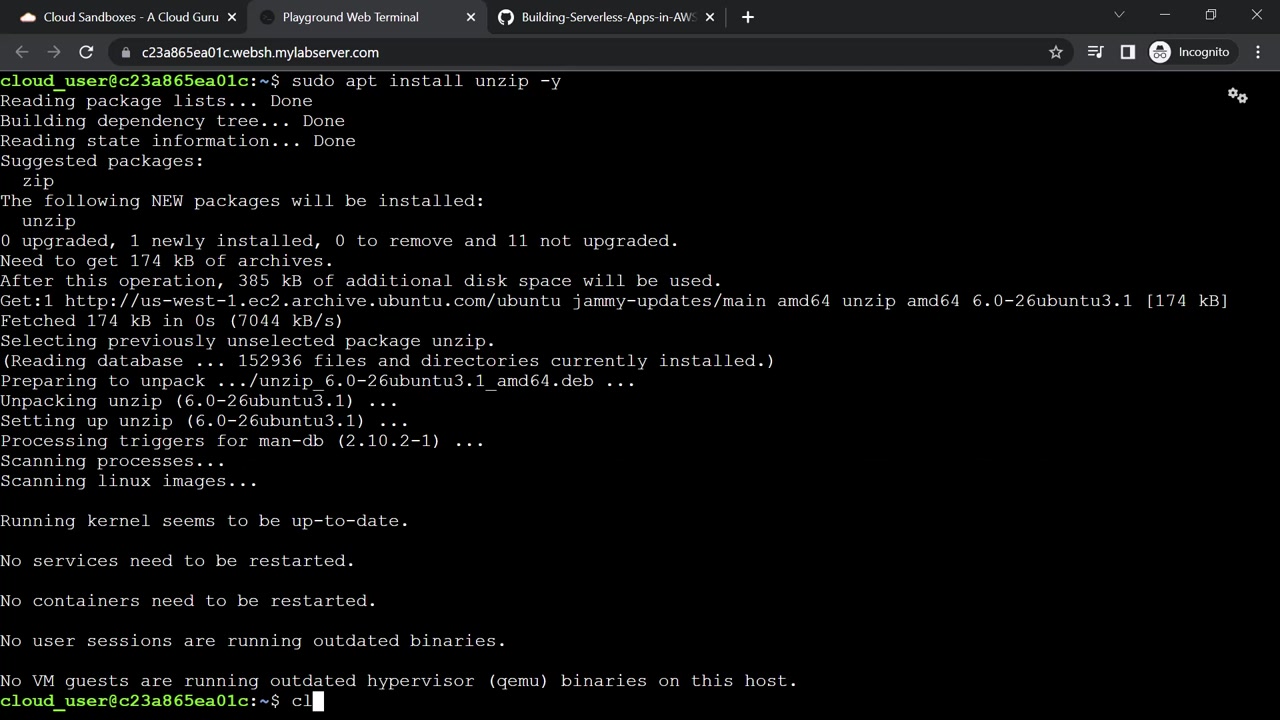 Cloud Sandboxes - A Cloud Guru
Playground Web Terminal
Building-Serverless-Apps-in-AWS
c23a865ea01c.websh.mylabserver.com
Incognito
cloud_user@c23a865ea01c:~$ sudo apt install unzip -y
Reading package lists... Done
Building dependency tree... Done
Reading state information... Done
Suggested packages:
  zip
The following NEW packages will be installed:
  unzip
0 upgraded, 1 newly installed, 0 to remove and 11 not upgraded.
Need to get 174 kB of archives.
After this operation, 385 kB of additional disk space will be used.
Get:1 http://us-west-1.ec2.archive.ubuntu.com/ubuntu jammy-updates/main amd64 unzip amd64 6.0-26ubuntu3.1 [174 kB]
Fetched 174 kB in 0s (7044 kB/s)
Selecting previously unselected package unzip.
(Reading database ... 152936 files and directories currently installed.)
Preparing to unpack .../unzip_6.0-26ubuntu3.1_amd64.deb ...
Unpacking unzip (6.0-26ubuntu3.1) ...
Setting up unzip (6.0-26ubuntu3.1) ...
Processing triggers for man-db (2.10.2-1) ...
Scanning processes...
Scanning linux images...
Running kernel seems to be up-to-date.
No services need to be restarted.
No containers need to be restarted.
No user sessions are running outdated binaries.
No VM guests are running outdated hypervisor (qemu) binaries on this host.
cloud_user@c23a865ea01c:~$ cl